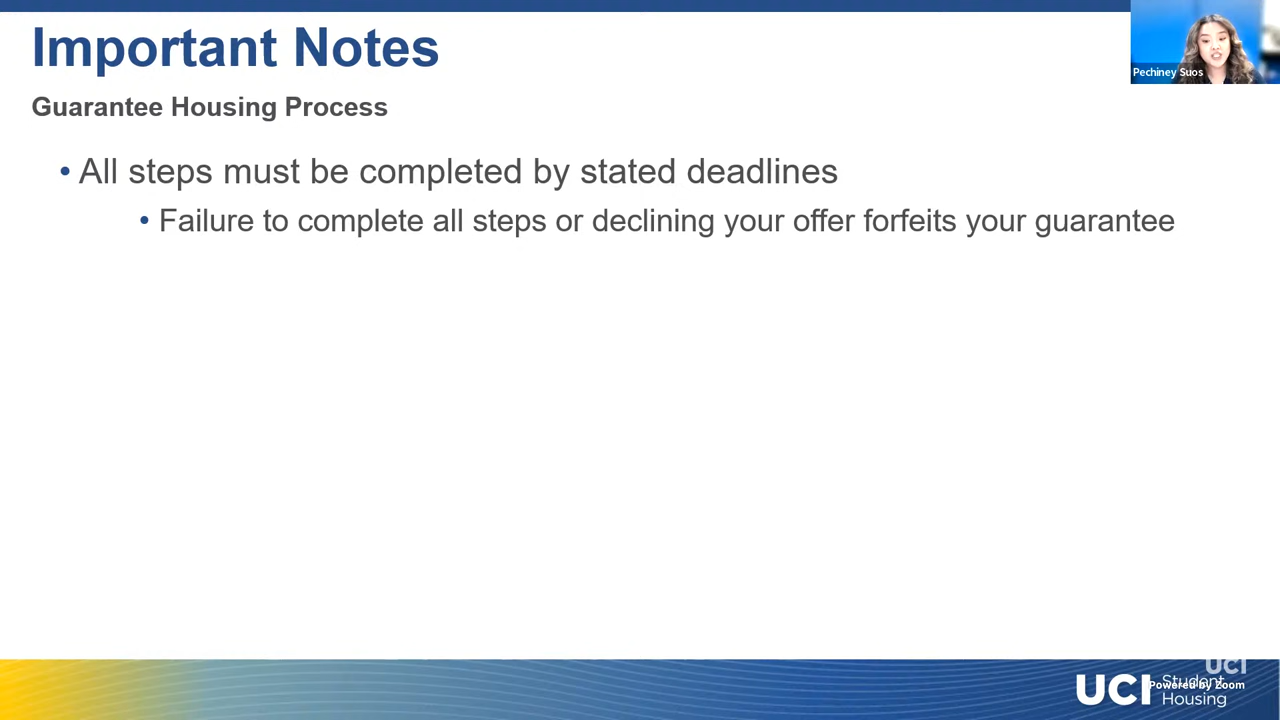 Important Notes
Pechiney Suos
Guarantee Housing Process
• All steps must be completed by stated deadlines
• Failure to complete all steps or declining your offer forfeits your guarantee
UCI
UCI Student Housing
Powered by Zoom